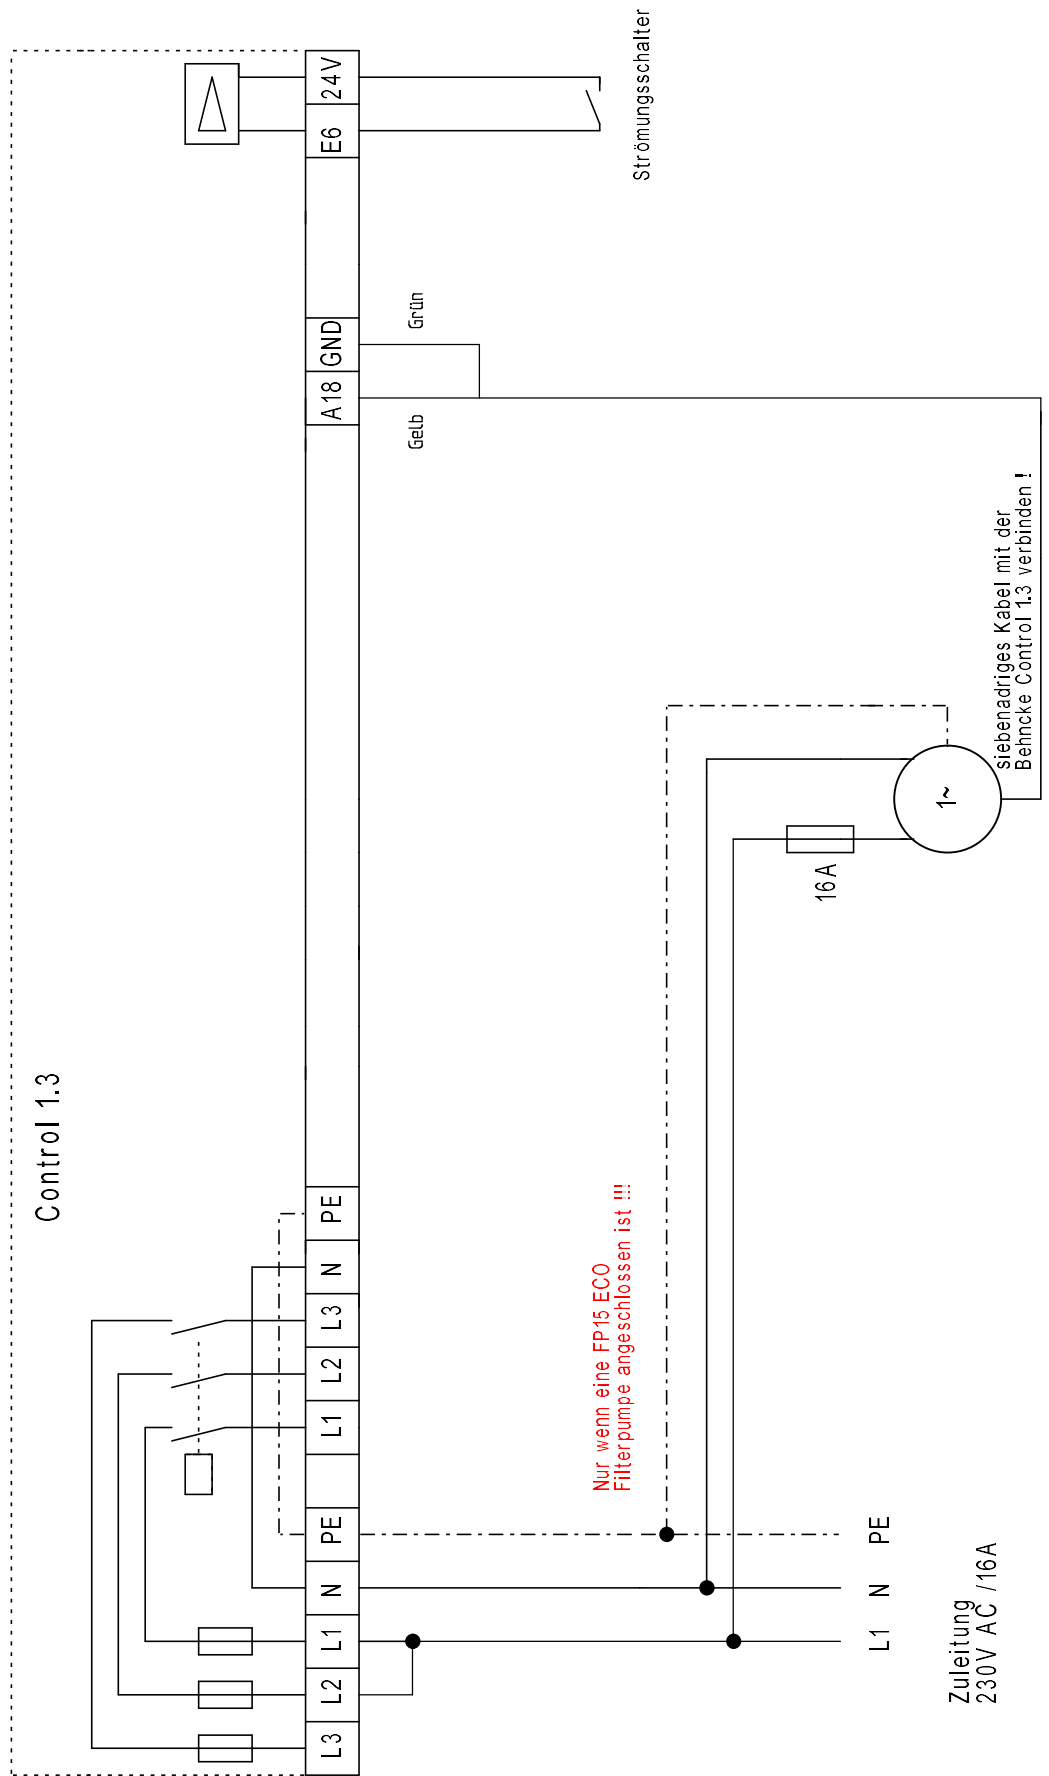 Control 1.3
L3
L2
L1
N
PE
L1
L2
L3
N
PE
A18
GND
E6
24V
Gelb
Grün
Strömungsschalter
Nur wenn eine FP15 ECO
Filterpumpe angeschlossen ist !!!
16A
1~
siebenadriges Kabel mit der
Behncke Control 1.3 verbinden !
L1
N
PE
Zuleitung
230V AC /16A